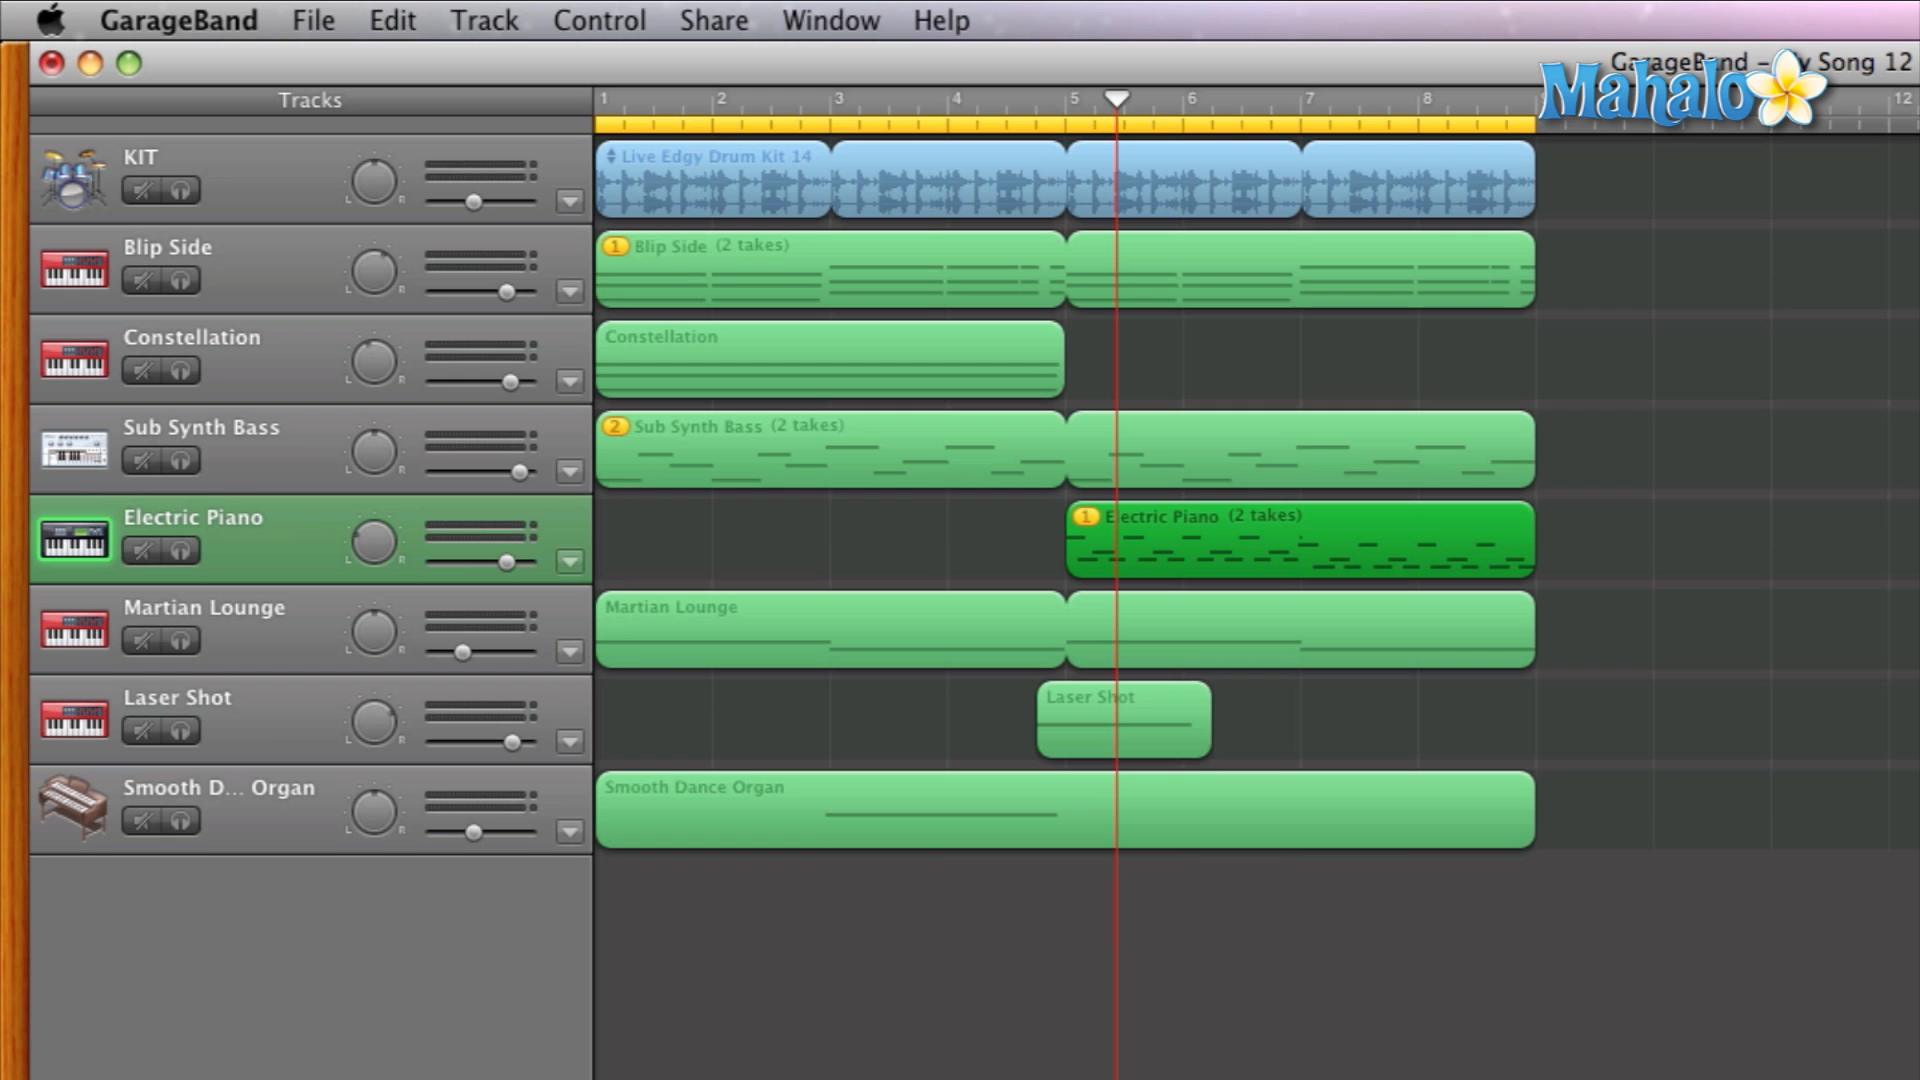 GarageBand File Edit Track Control Share Window Help
Song 12
Mahalo
Tracks
1 2 3 4 5 6 7 8 12
KIT
Live Edgy Drum Kit 14
L R
Blip Side
1 Blip Side (2 takes)
L R
Constellation
Constellation
L R
Sub Synth Bass
2 Sub Synth Bass (2 takes)
L R
Electric Piano
1 Electric Piano (2 takes)
L R
Martian Lounge
Martian Lounge
L R
Laser Shot
Laser Shot
L R
Smooth D... Organ
Smooth Dance Organ
L R